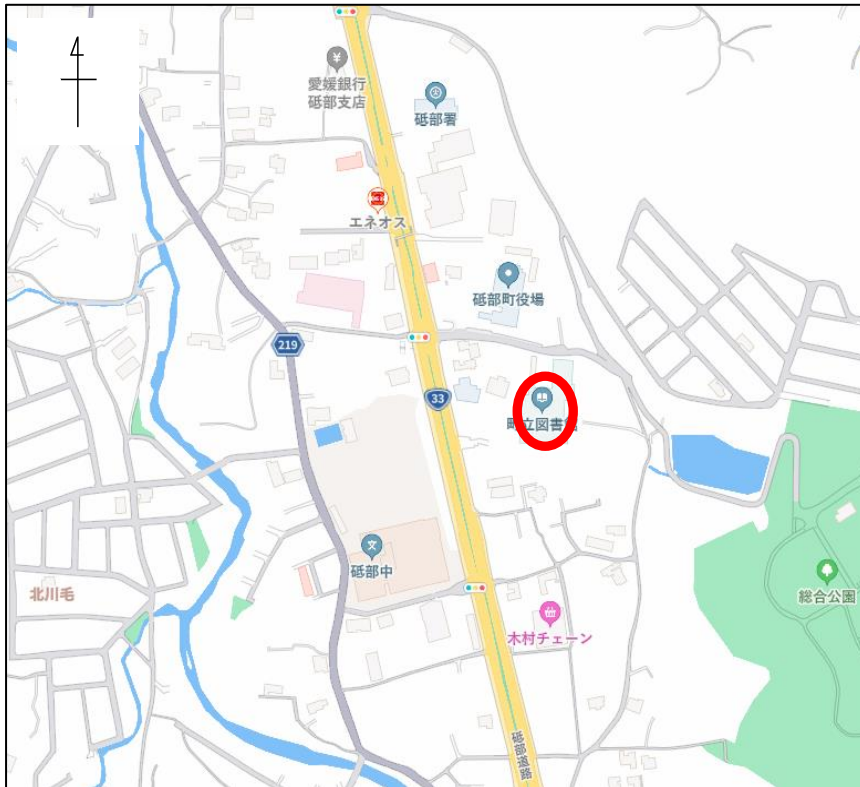 愛媛銀行
砥部支店
砥部署
エネオス
砥部町役場
219
33
町立図書館
砥部中
北川毛
総合公園
木村チェーン
砥部道路